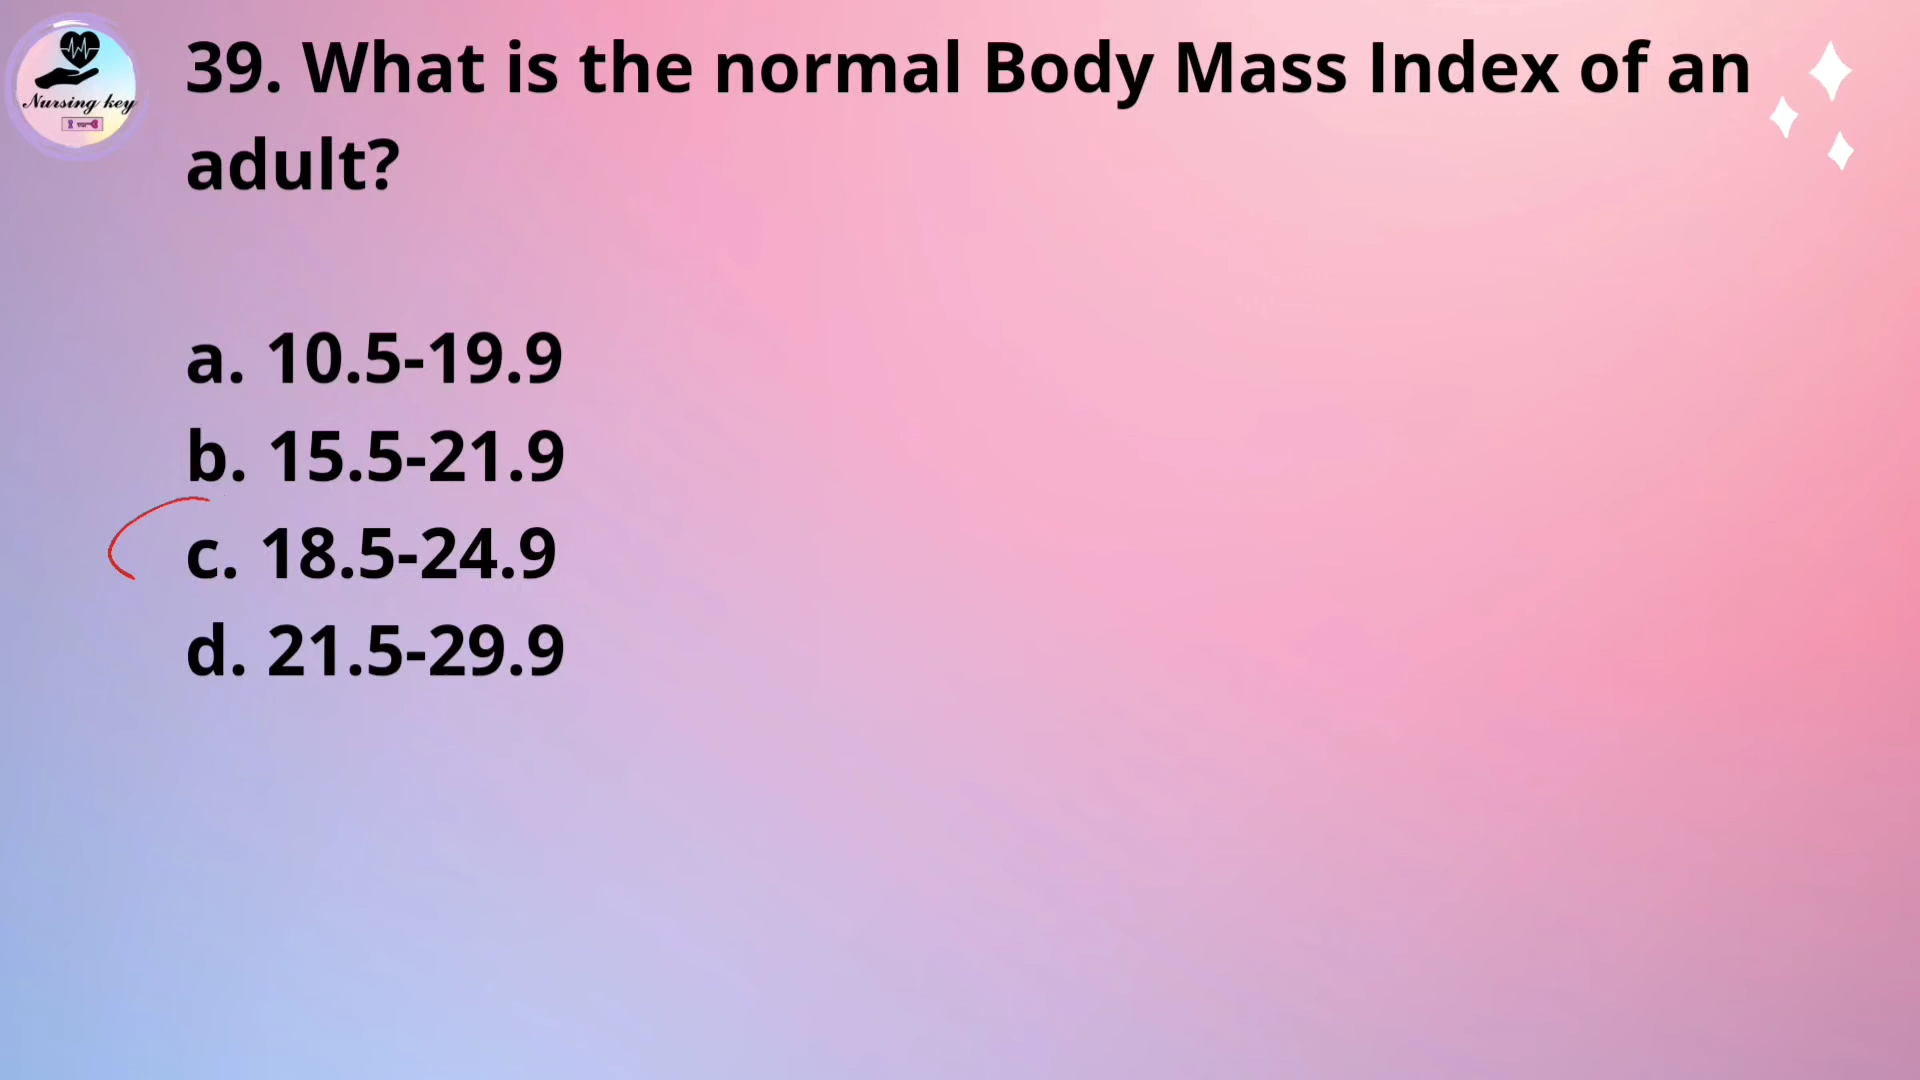 Nursing key
39. What is the normal Body Mass Index of an
adult?
a. 10.5-19.9
b. 15.5-21.9
c. 18.5-24.9
d. 21.5-29.9